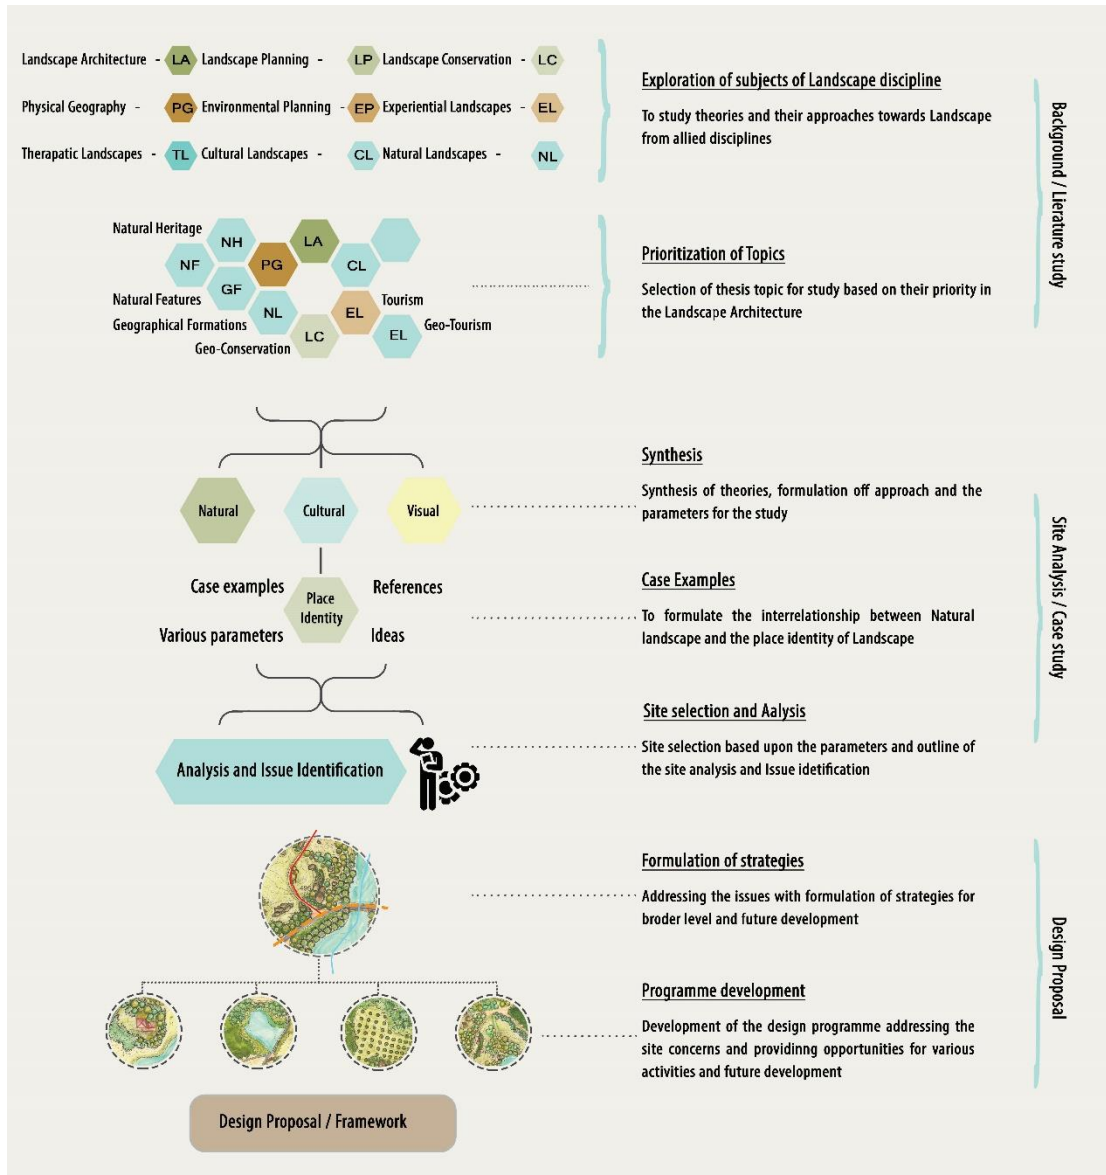 Landscape Architecture - LA Landscape Planning - LP Landscape Conservation - LC
Physical Geography - PG Environmental Planning - EP Experiential Landscapes - EL
Therapatic Landscapes - TL Cultural Landscapes - CL Natural Landscapes - NL
Exploration of subjects of Landscape discipline
To study theories and their approaches towards Landscape
from allied disciplines
Background / Lierature study
Natural Heritage
NH
LA
NF
PG
CL
GF
Natural Features
NL
EL
Tourism
Geographical Formations
LC
EL
Geo-Tourism
Geo-Conservation
Prioritization of Topics
Selection of thesis topic for study based on their priority in
the Landscape Architecture
Natural
Cultural
Visual
Synthesis
Synthesis of theories, formulation off approach and the
parameters for the study
Case examples
References
Place
Identity
Various parameters
Ideas
Case Examples
To formulate the interrelationship between Natural
landscape and the place identity of Landscape
Site Analysis / Case study
Analysis and Issue Identification
Site selection and Aalysis
Site selection based upon the parameters and outline of
the site analysis and Issue idetification
Formulation of strategies
Addressing the issues with formulation of strategies for
broder level and future development
Design Proposal
Programme development
Development of the design programme addressing the
site concerns and providinng opportunities for various
activities and future development
Design Proposal / Framework